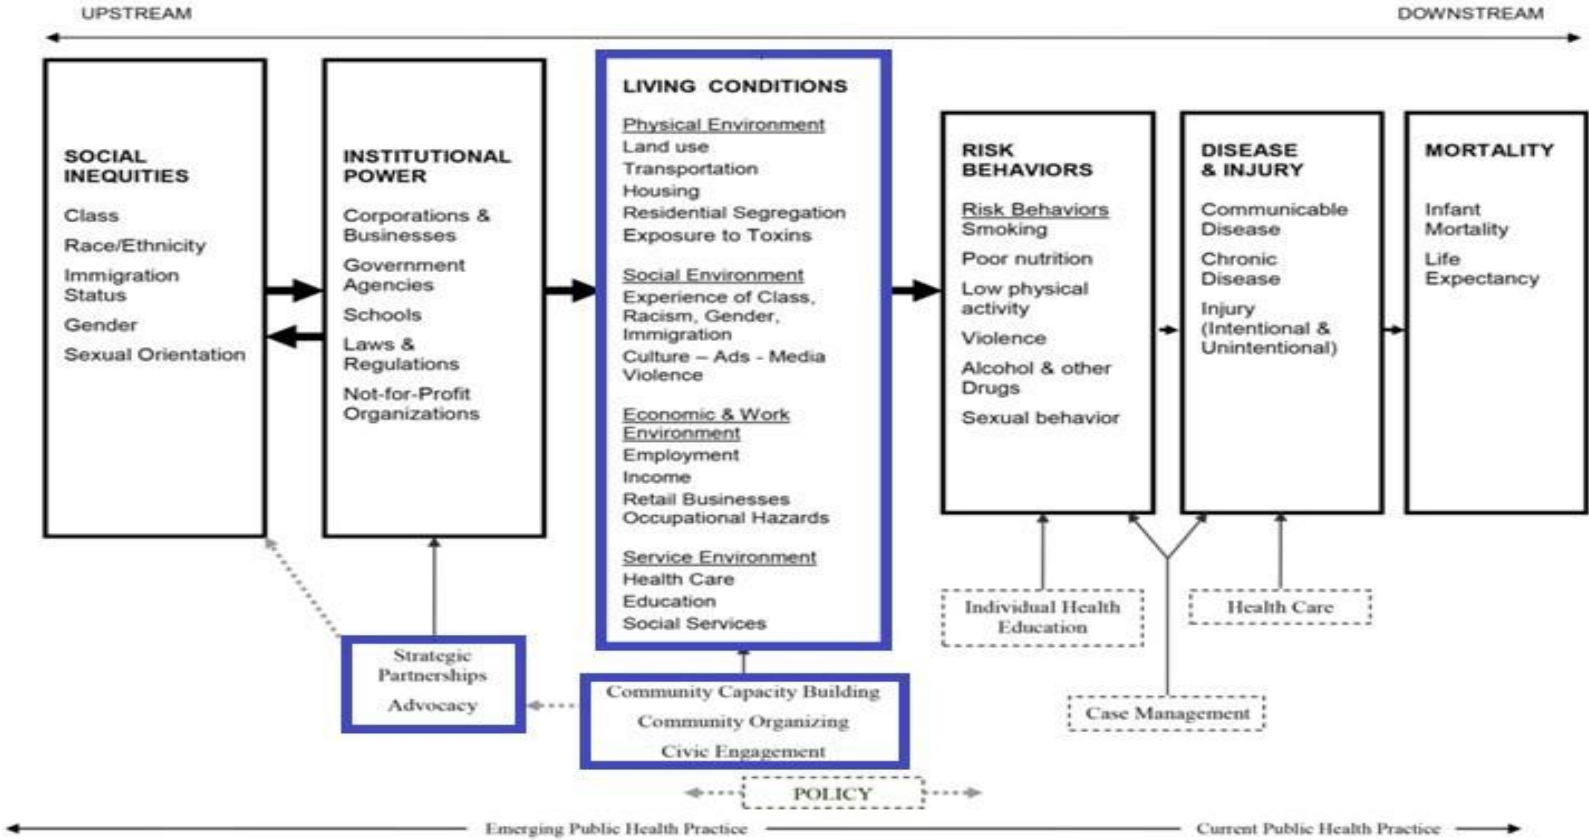 UPSTREAM
DOWNSTREAM
SOCIAL
INEQUITIES
Class
Race/Ethnicity
Immigration
Status
Gender
Sexual Orientation
INSTITUTIONAL
POWER
Corporations &
Businesses
Government
Agencies
Schools
Laws &
Regulations
Not-for-Profit
Organizations
LIVING CONDITIONS
Physical Environment
Land use
Transportation
Housing
Residential Segregation
Exposure to Toxins
Social Environment
Experience of Class,
Racism, Gender,
Immigration
Culture – Ads - Media
Violence
Economic & Work
Environment
Employment
Income
Retail Businesses
Occupational Hazards
Service Environment
Health Care
Education
Social Services
RISK
BEHAVIORS
Risk Behaviors
Smoking
Poor nutrition
Low physical
activity
Violence
Alcohol & other
Drugs
Sexual behavior
DISEASE
& INJURY
Communicable
Disease
Chronic
Disease
Injury
(Intentional &
Unintentional)
MORTALITY
Infant
Mortality
Life
Expectancy
Strategic
Partnerships
Advocacy
Community Capacity Building
Community Organizing
Civic Engagement
Individual Health
Education
Health Care
Case Management
POLICY
Emerging Public Health Practice
Current Public Health Practice